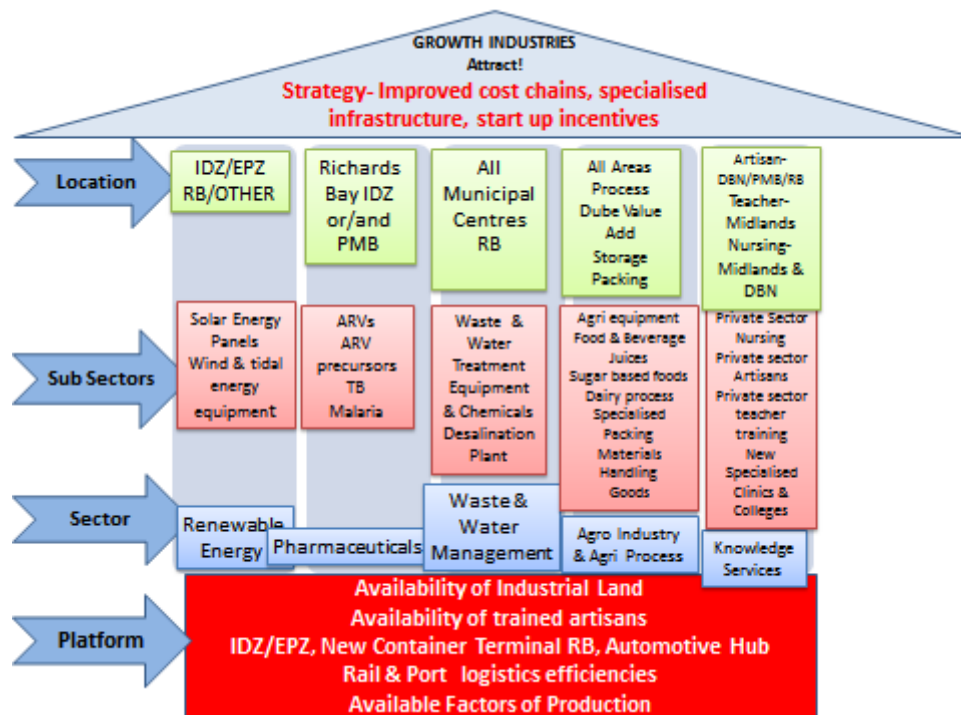 GROWTH INDUSTRIES
Attract!
Strategy- Improved cost chains, specialised
infrastructure, start up incentives
Location
IDZ/EPZ
RB/OTHER
Richards
Bay IDZ
or/and
PMB
All
Municipal
Centres
RB
All Areas
Process
Dube Value
Add
Storage
Packing
Artisan-
DBN/PMB/RB
Teacher-
Midlands
Nursing-
Midlands &
DBN
Sub Sectors
Solar Energy
Panels
Wind & tidal
energy
equipment
ARVs
ARV
precursors
TB
Malaria
Waste &
Water
Treatment
Equipment
& Chemicals
Desalination
Plant
Agri equipment
Food & Beverage
Juices
Sugar based foods
Dairy process
Specialised
Packing
Materials
Handling
Goods
Private Sector
Nursing
Private sector
Artisans
Private sector
teacher
training
New
Specialised
Clinics &
Colleges
Sector
Renewable
Energy
Pharmaceuticals
Waste &
Water
Management
Agro Industry
& Agri Process
Knowledge
Services
Platform
Availability of Industrial Land
Availability of trained artisans
IDZ/EPZ, New Container Terminal RB, Automotive Hub
Rail & Port logistics efficiencies
Available Factors of Production